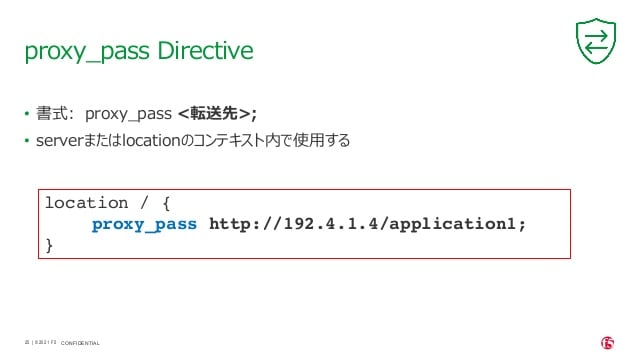 proxy_pass Directive
• 書式: proxy_pass <転送先>;
• serverまたはlocationのコンテキスト内で使用する
location / {
proxy_pass http://192.4.1.4/application1;
}
| ©2021 F5 CONFIDENTIAL
f5